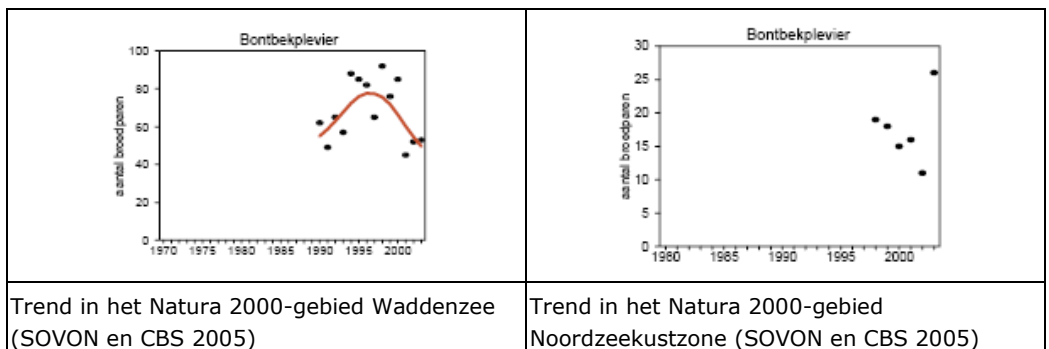 Bontbekplevier
100
80
60
40
20
0
aantal broedparen
1970 1975 1980 1985 1990 1995 2000
Bontbekplevier
30
25
20
15
10
5
0
aantal broedparen
1980 1985 1990 1995 2000
Trend in het Natura 2000-gebied Waddenzee
(SOVON en CBS 2005)
Trend in het Natura 2000-gebied
Noordzeekustzone (SOVON en CBS 2005)